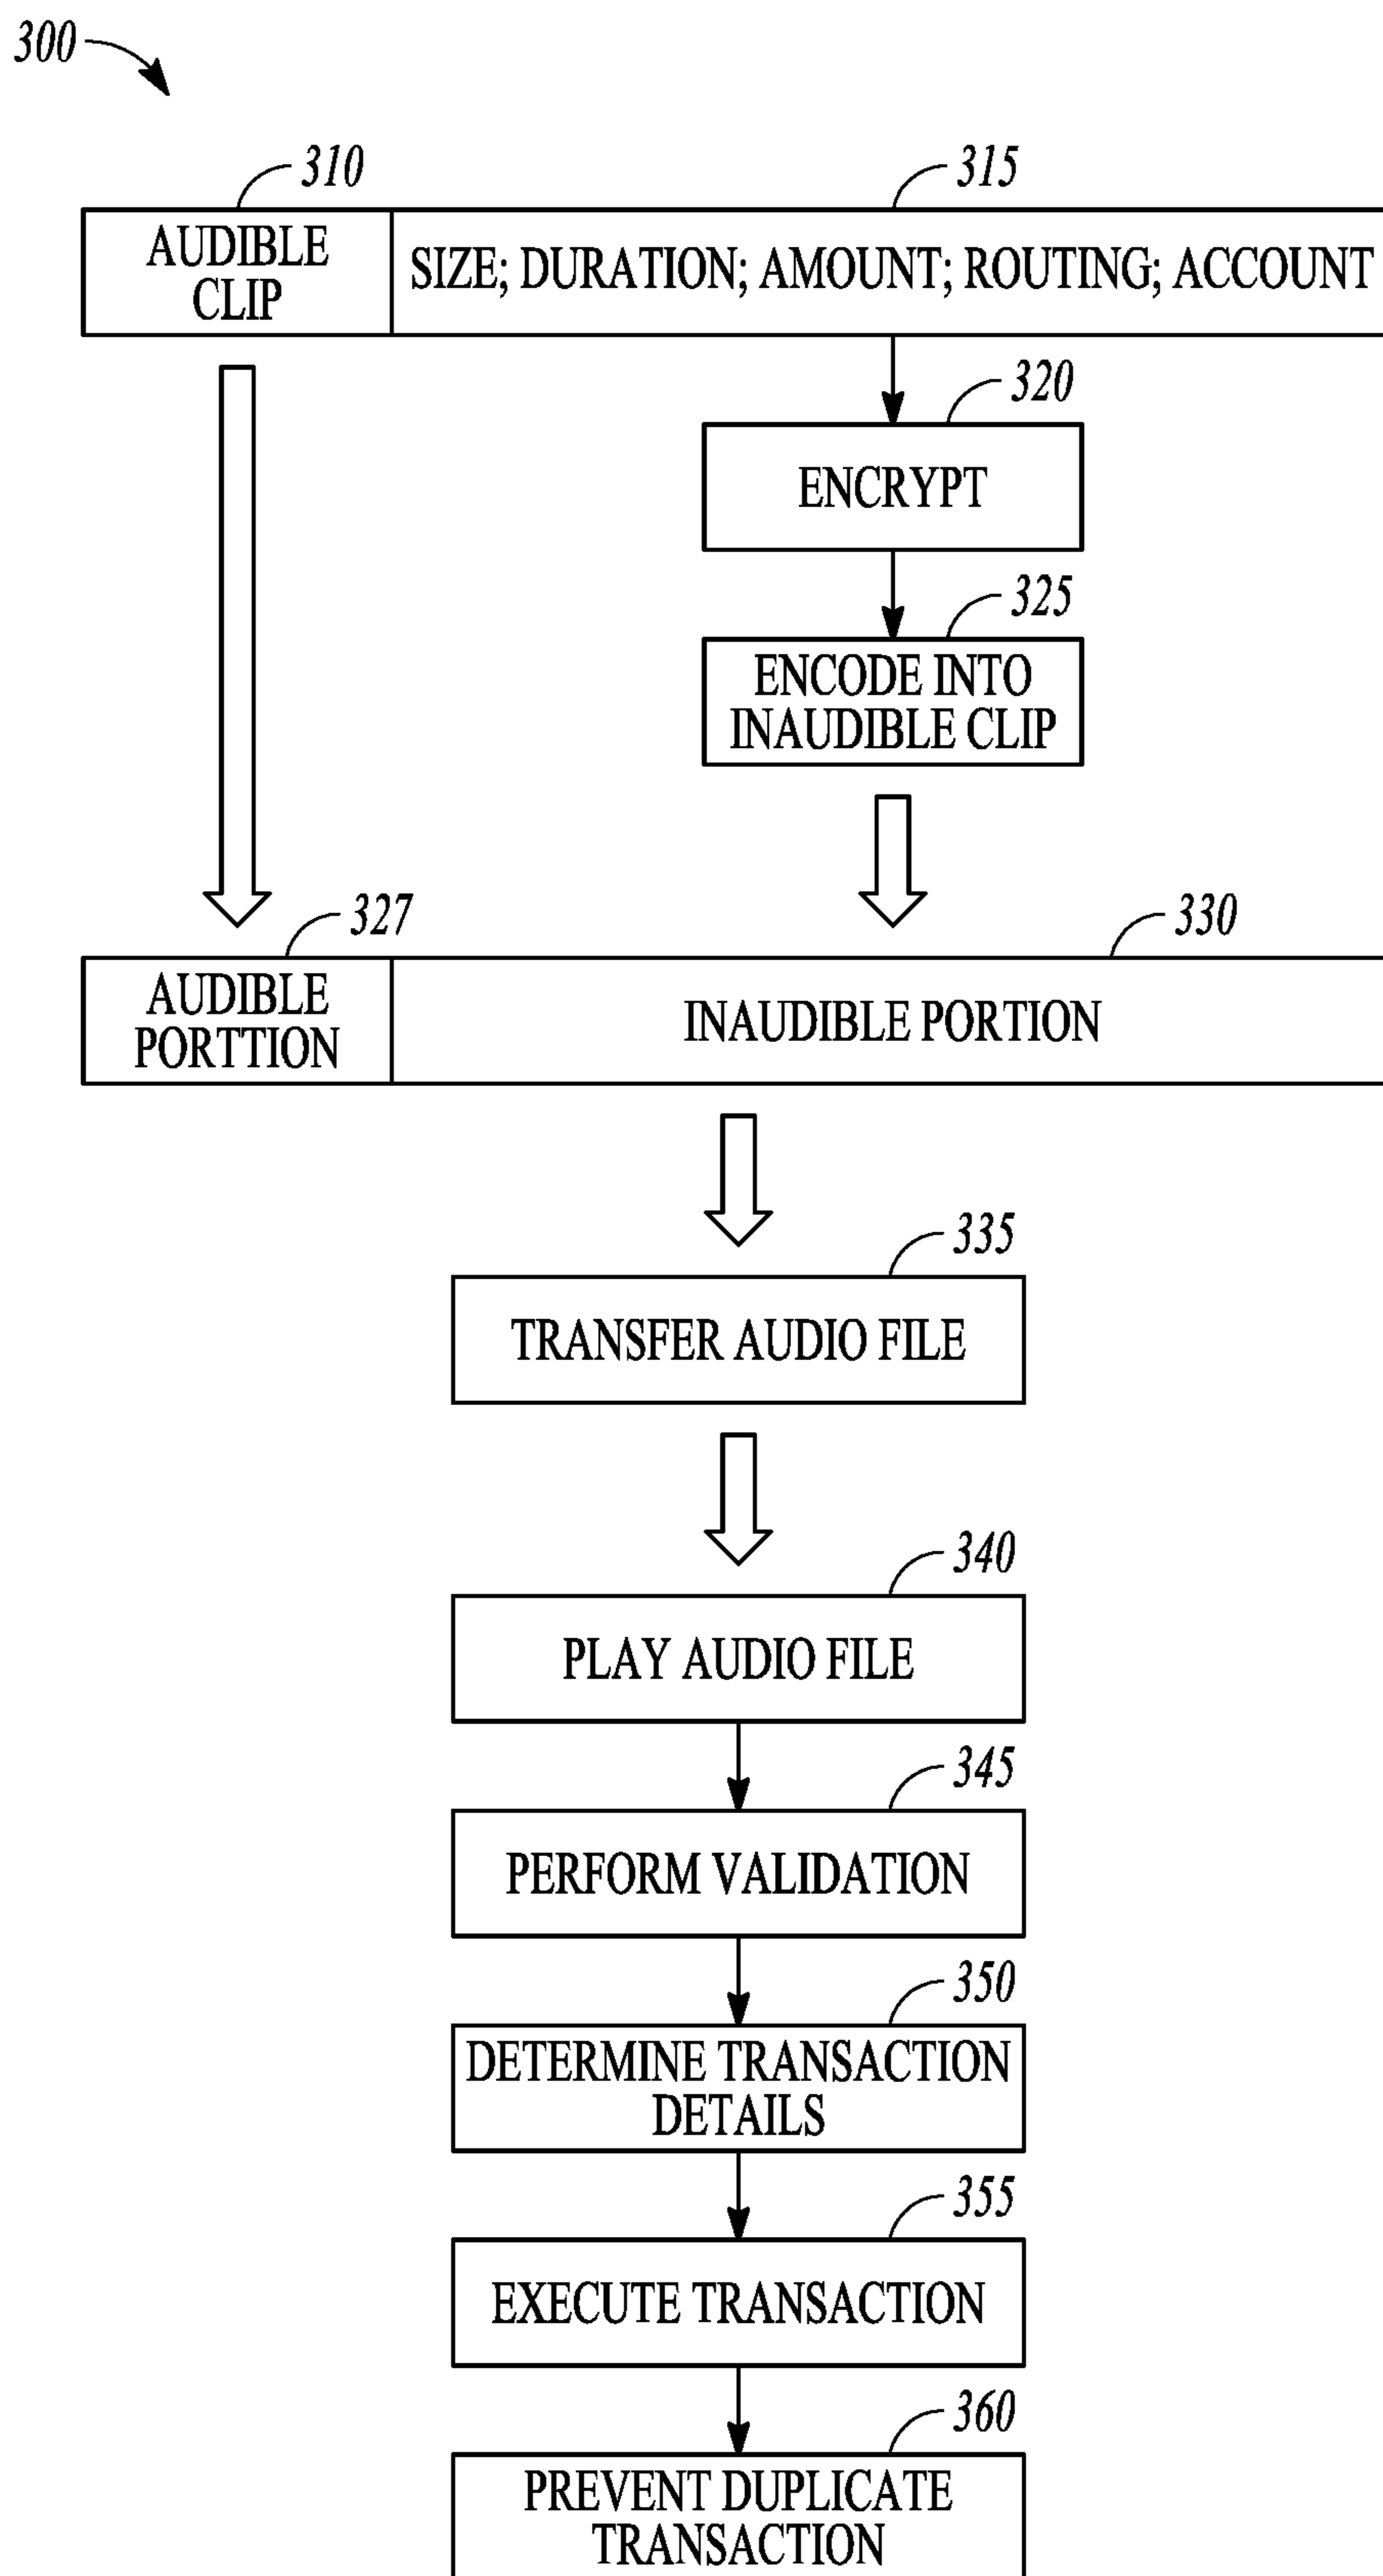 300
310
315
AUDIBLE
CLIP
SIZE; DURATION; AMOUNT; ROUTING; ACCOUNT
320
ENCRYPT
325
ENCODE INTO
INAUDIBLE CLIP
327
330
AUDIBLE
PORTTION
INAUDIBLE PORTION
335
TRANSFER AUDIO FILE
340
PLAY AUDIO FILE
345
PERFORM VALIDATION
350
DETERMINE TRANSACTION
DETAILS
355
EXECUTE TRANSACTION
360
PREVENT DUPLICATE
TRANSACTION